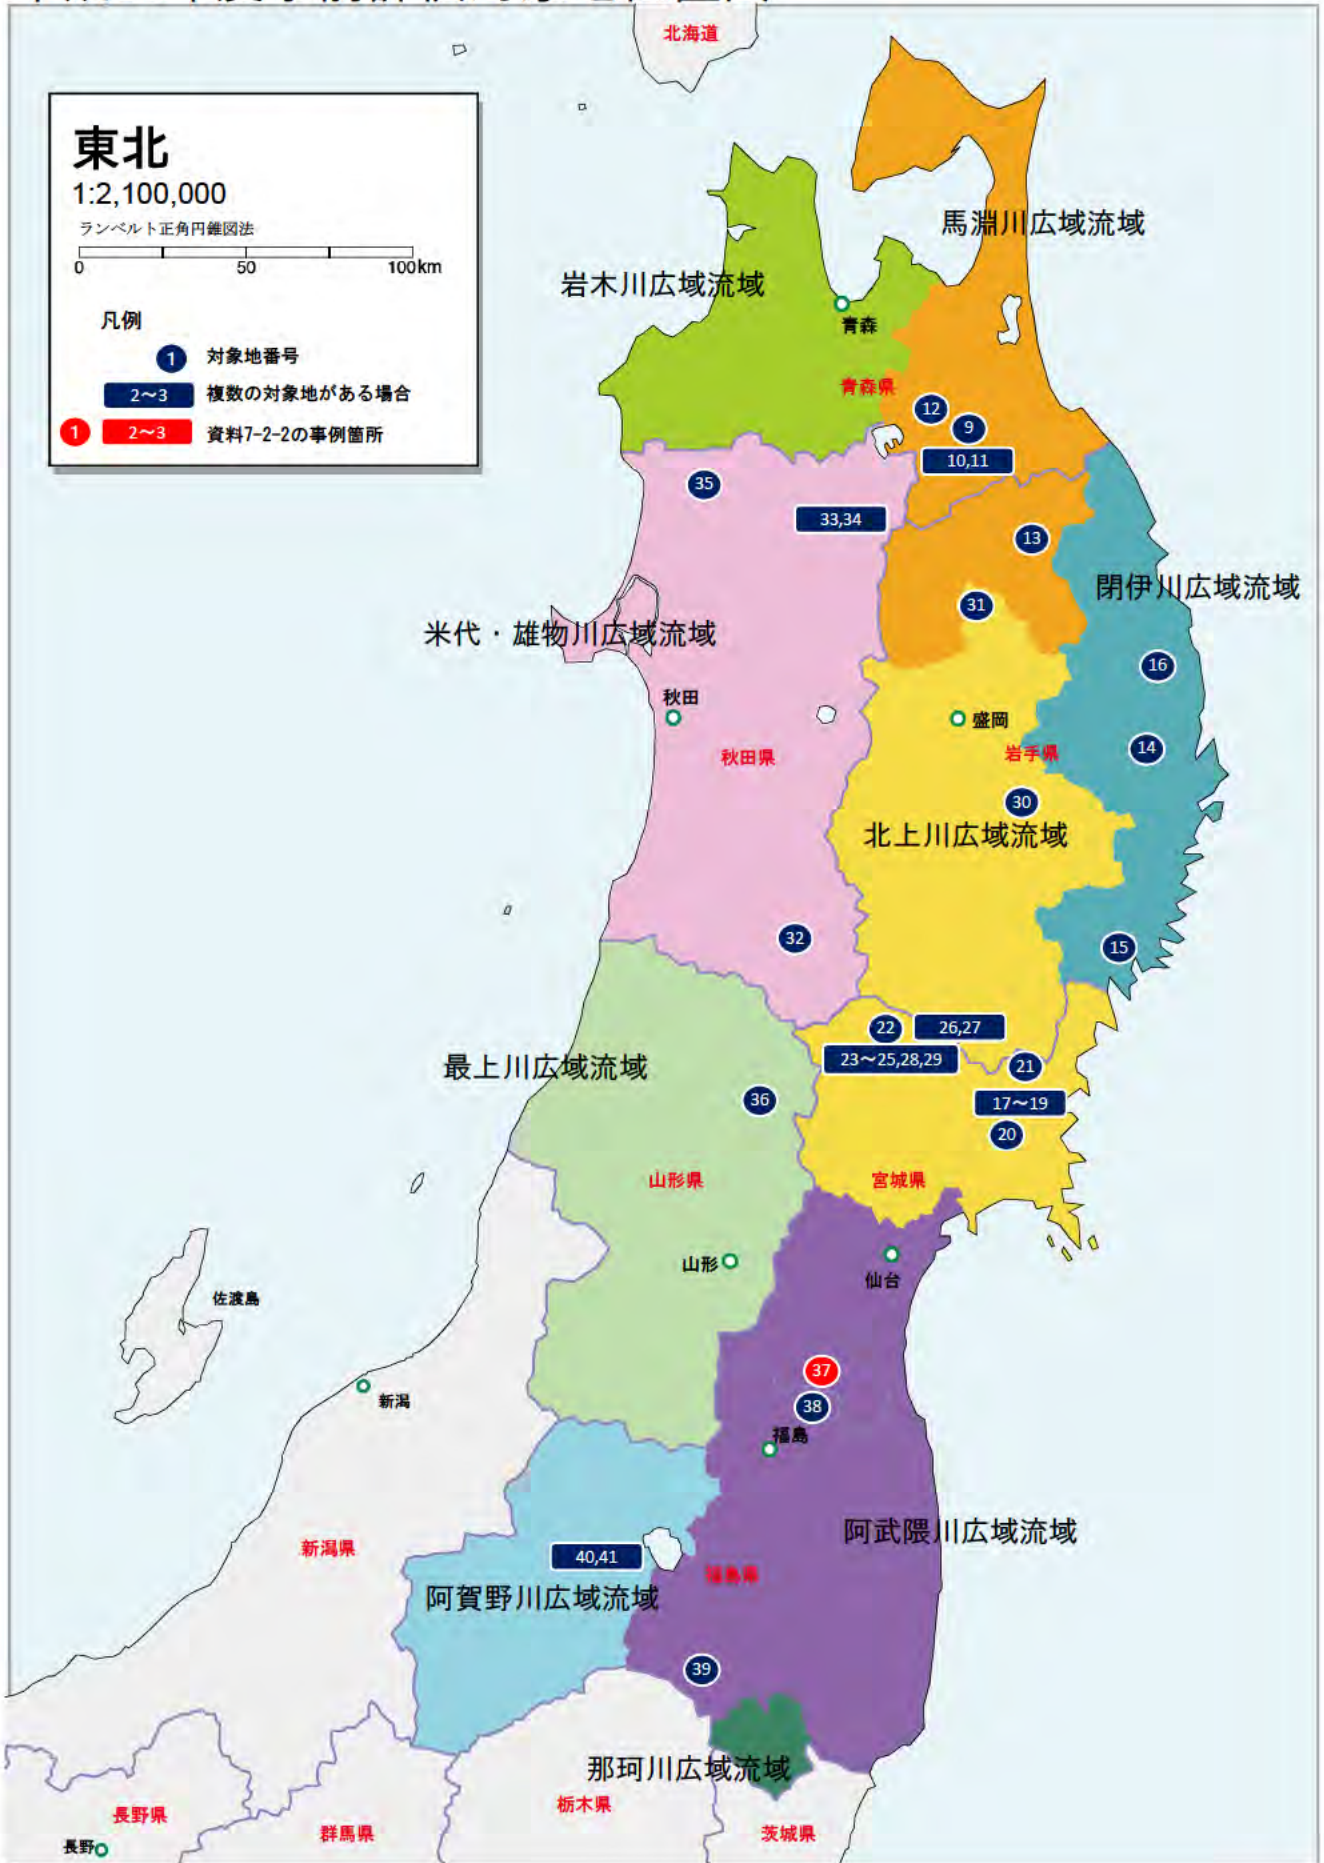 北海道
東北
1:2,100,000
ランベルト正角円錐図法
0 50 100km
凡例
1 対象地番号
2～3 複数の対象地がある場合
1 2～3 資料7-2-2の事例箇所
馬淵川広域流域
岩木川広域流域
青森
青森県
12
9
10,11
35
33,34
13
閉伊川広域流域
31
米代・雄物川広域流域
16
秋田
盛岡
秋田県
岩手県
14
30
北上川広域流域
32
15
22
26,27
23～25,28,29
最上川広域流域
21
36
17～19
20
山形県
宮城県
山形
仙台
佐渡島
37
新潟
38
福島
阿武隈川広域流域
新潟県
40,41
福島県
阿賀野川広域流域
39
那珂川広域流域
栃木県
長野県
群馬県
茨城県
長野